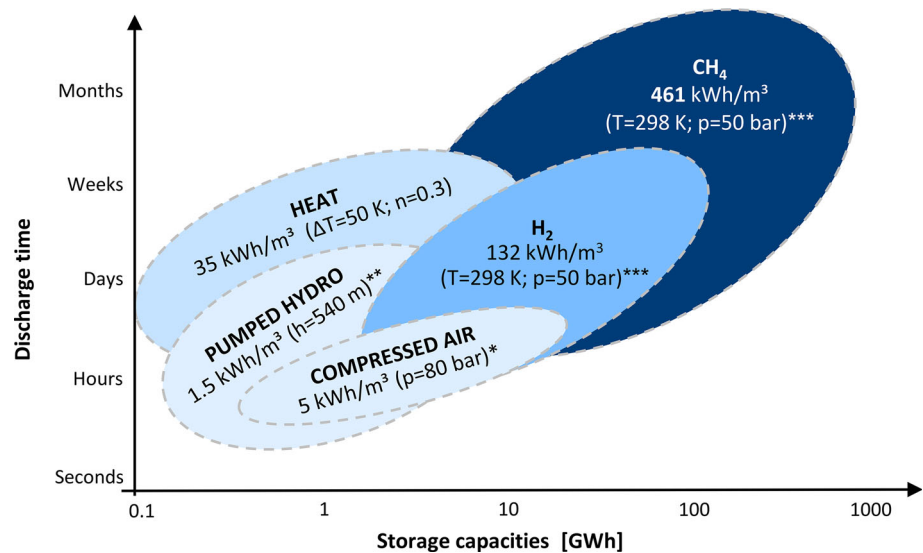 Months
Weeks
Days
Hours
Seconds
Discharge time
CH₄
461 kWh/m³
(T=298 K; p=50 bar)***
HEAT
35 kWh/m³ (ΔT=50 K; n=0.3)
H₂
132 kWh/m³
(T=298 K; p=50 bar)***
PUMPED HYDRO
1.5 kWh/m³ (h=540 m)**
COMPRESSED AIR
5 kWh/m³ (p=80 bar)*
0.1 1 10 100 1000
Storage capacities [GWh]